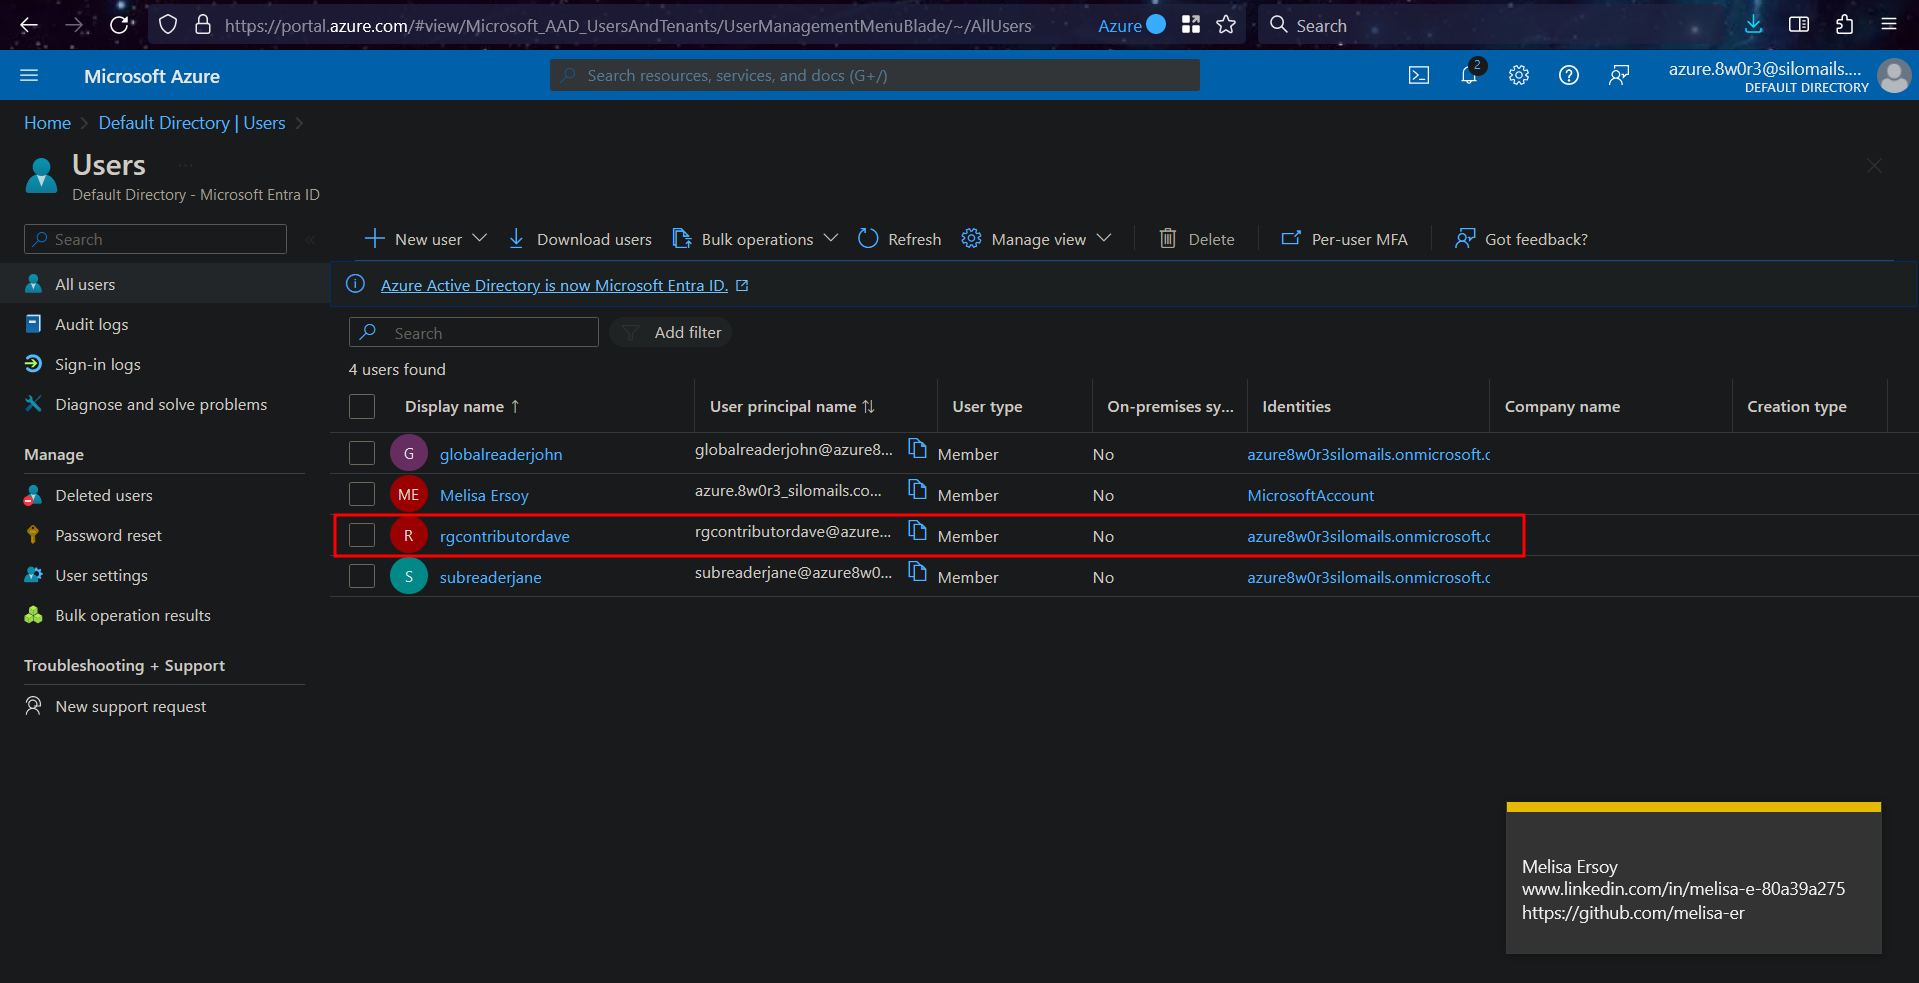 https://portal.azure.com/#view/Microsoft_AAD_UsersAndTenants/UserManagementMenuBlade/~/AllUsers
Azure
Search
Microsoft Azure
Search resources, services, and docs (G+/)
2
azure.8w0r3@silomails....
DEFAULT DIRECTORY
Home > Default Directory | Users >
Users ...
Default Directory - Microsoft Entra ID
Search
«
New user
Download users
Bulk operations
Refresh
Manage view
Delete
Per-user MFA
Got feedback?
All users
Audit logs
Sign-in logs
Diagnose and solve problems
Manage
Deleted users
Password reset
User settings
Bulk operation results
Troubleshooting + Support
New support request
Azure Active Directory is now Microsoft Entra ID.
Search
Add filter
4 users found
Display name ↑ User principal name ↑↓ User type On-premises sy... Identities Company name Creation type
G globalreaderjohn globalreaderjohn@azure8... Member No azure8w0r3silomails.onmicrosoft.c
ME Melisa Ersoy azure.8w0r3_silomails.co... Member No MicrosoftAccount
R rgcontributordave rgcontributordave@azure... Member No azure8w0r3silomails.onmicrosoft.c
S subreaderjane subreaderjane@azure8w0... Member No azure8w0r3silomails.onmicrosoft.c
Melisa Ersoy
www.linkedin.com/in/melisa-e-80a39a275
https://github.com/melisa-er